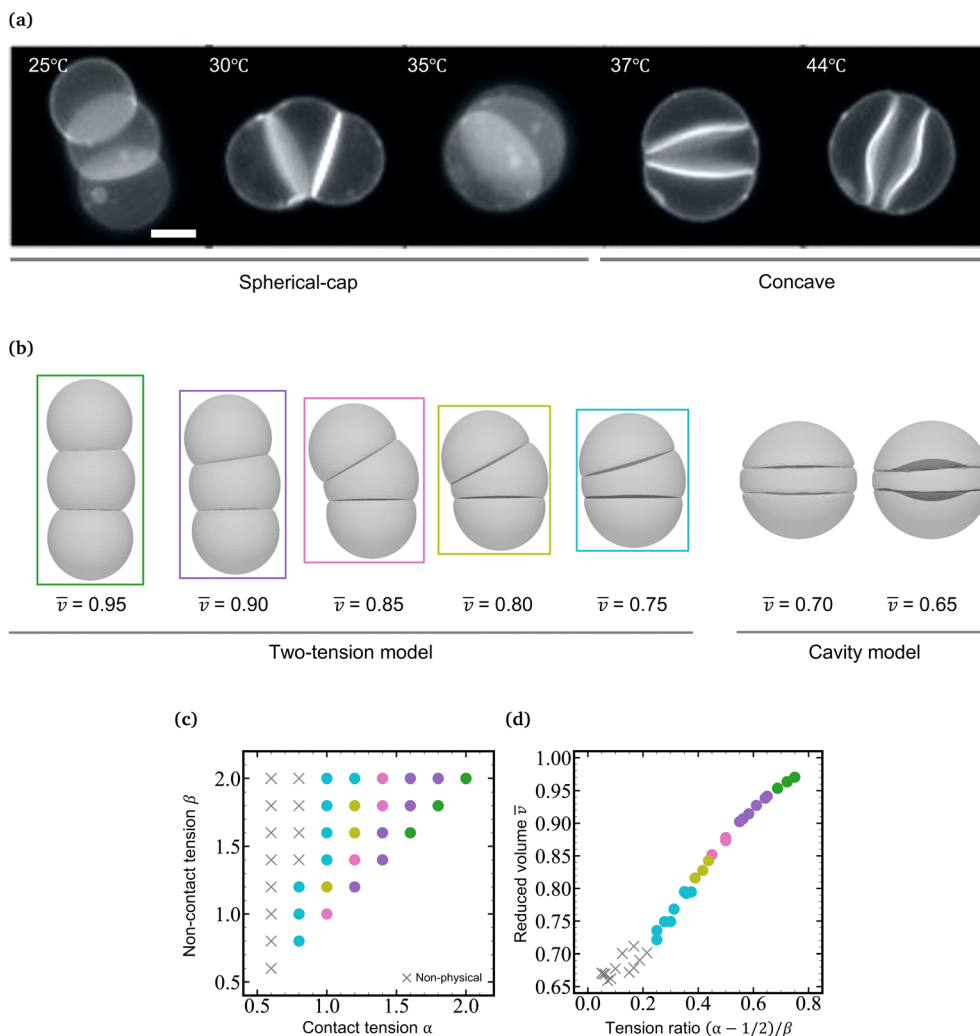 (a)
25℃ 30℃ 35℃ 37℃ 44℃
Spherical-cap Concave
(b)
v̅ = 0.95 v̅ = 0.90 v̅ = 0.85 v̅ = 0.80 v̅ = 0.75 v̅ = 0.70 v̅ = 0.65
Two-tension model Cavity model
(c)
Non-contact tension β
2.0
1.5
1.0
0.5
× Non-physical
0.5 1.0 1.5 2.0
Contact tension α
(d)
Reduced volume v̅
1.00
0.95
0.90
0.85
0.80
0.75
0.70
0.65
0.0 0.2 0.4 0.6 0.8
Tension ratio (α − 1/2)/β